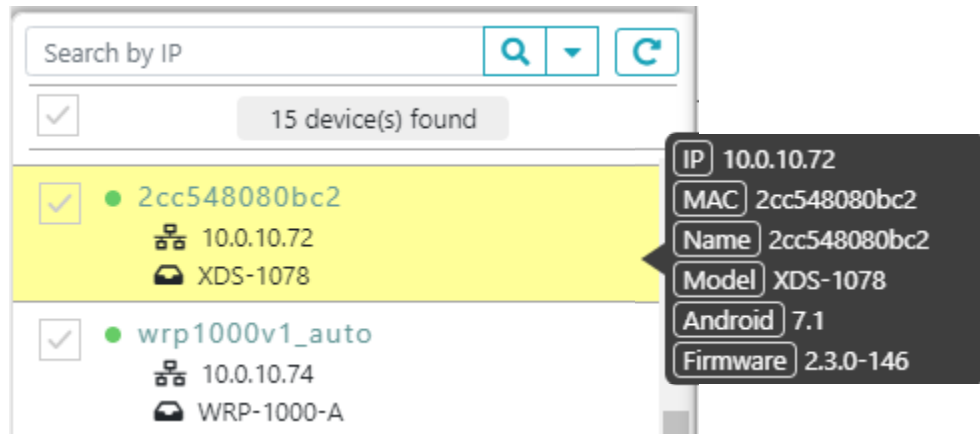 Search by IP
15 device(s) found
2cc548080bc2
10.0.10.72
XDS-1078
wrp1000v1_auto
10.0.10.74
WRP-1000-A
IP 10.0.10.72
MAC 2cc548080bc2
Name 2cc548080bc2
Model XDS-1078
Android 7.1
Firmware 2.3.0-146